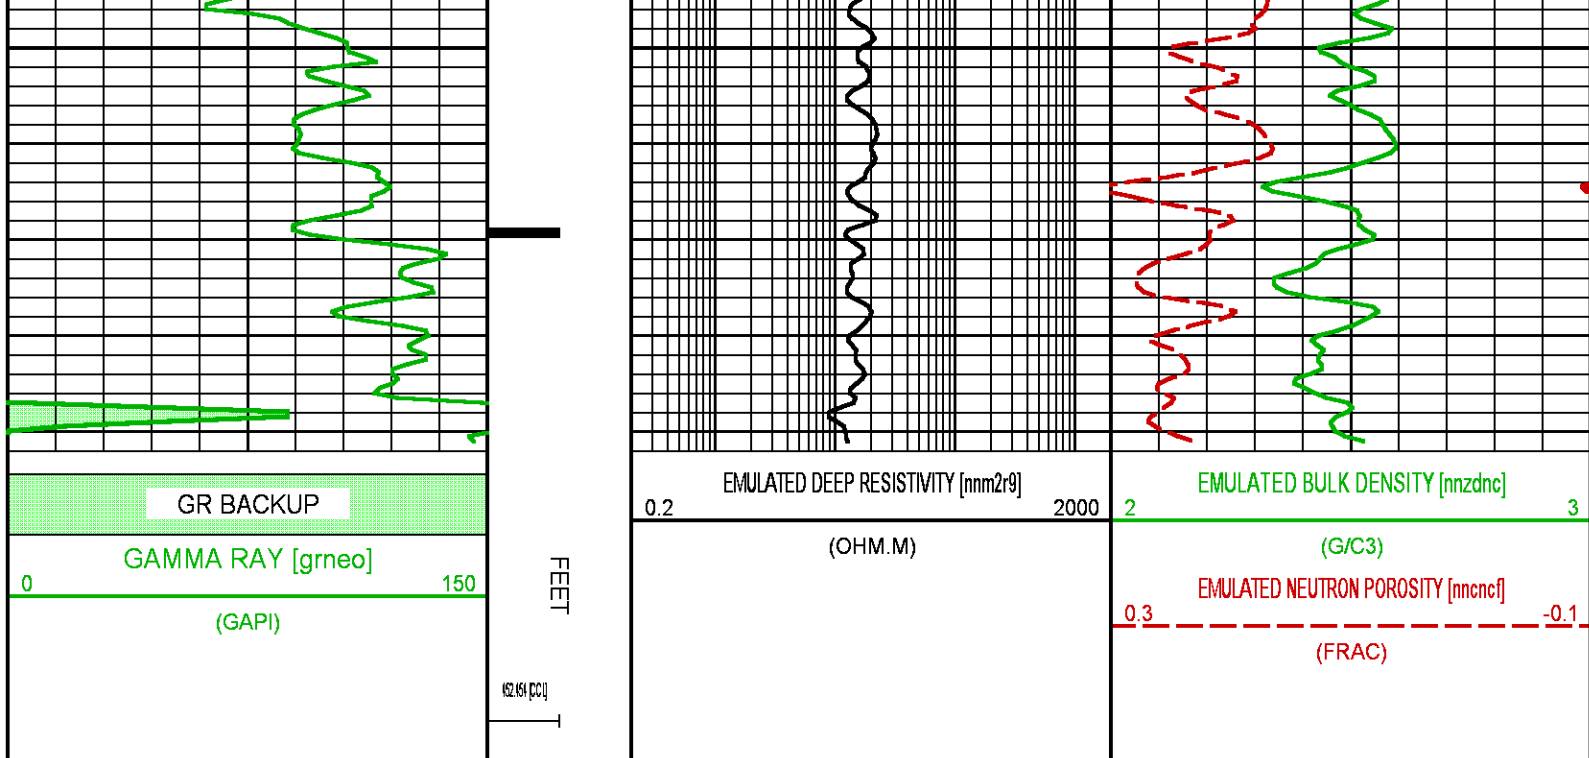 GR BACKUP
GAMMA RAY [grneo]
0 150
(GAPI)
FEET
EMULATED DEEP RESISTIVITY [nnm2r9]
0.2 2000
(OHM.M)
EMULATED BULK DENSITY [nnzdnc]
2 3
(G/C3)
EMULATED NEUTRON POROSITY [nncncf]
0.3 -0.1
(FRAC)